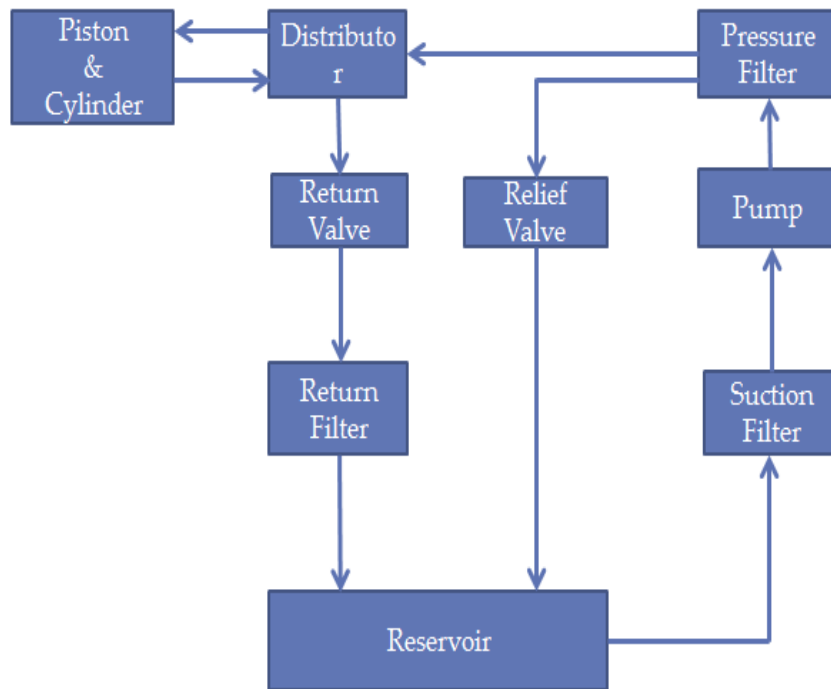 Piston
&
Cylinder
Distributo
r
Pressure
Filter
Return
Valve
Relief
Valve
Pump
Return
Filter
Suction
Filter
Reservoir